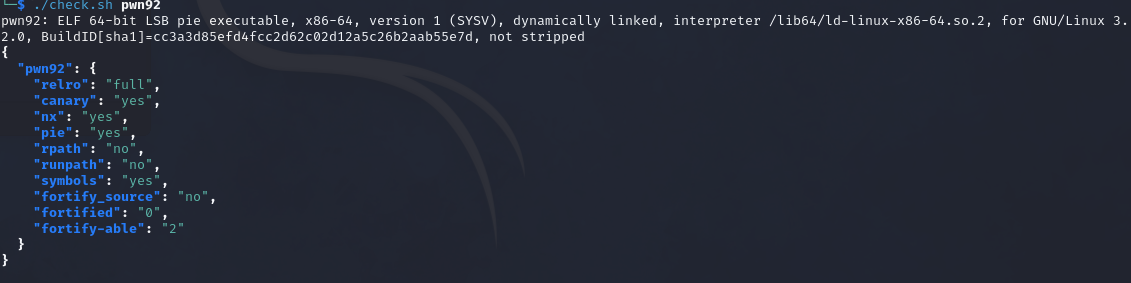 └─$ ./check.sh pwn92
pwn92: ELF 64-bit LSB pie executable, x86-64, version 1 (SYSV), dynamically linked, interpreter /lib64/ld-linux-x86-64.so.2, for GNU/Linux 3.
2.0, BuildID[sha1]=cc3a3d85efd4fcc2d62c02d12a5c26b2aab55e7d, not stripped
{
  "pwn92": {
    "relro": "full",
    "canary": "yes",
    "nx": "yes",
    "pie": "yes",
    "rpath": "no",
    "runpath": "no",
    "symbols": "yes",
    "fortify_source": "no",
    "fortified": "0",
    "fortify-able": "2"
  }
}